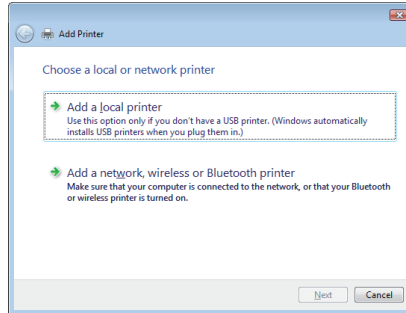 Add Printer
Choose a local or network printer
Add a local printer
Use this option only if you don't have a USB printer. (Windows automatically
installs USB printers when you plug them in.)
Add a network, wireless or Bluetooth printer
Make sure that your computer is connected to the network, or that your Bluetooth
or wireless printer is turned on.
Next Cancel